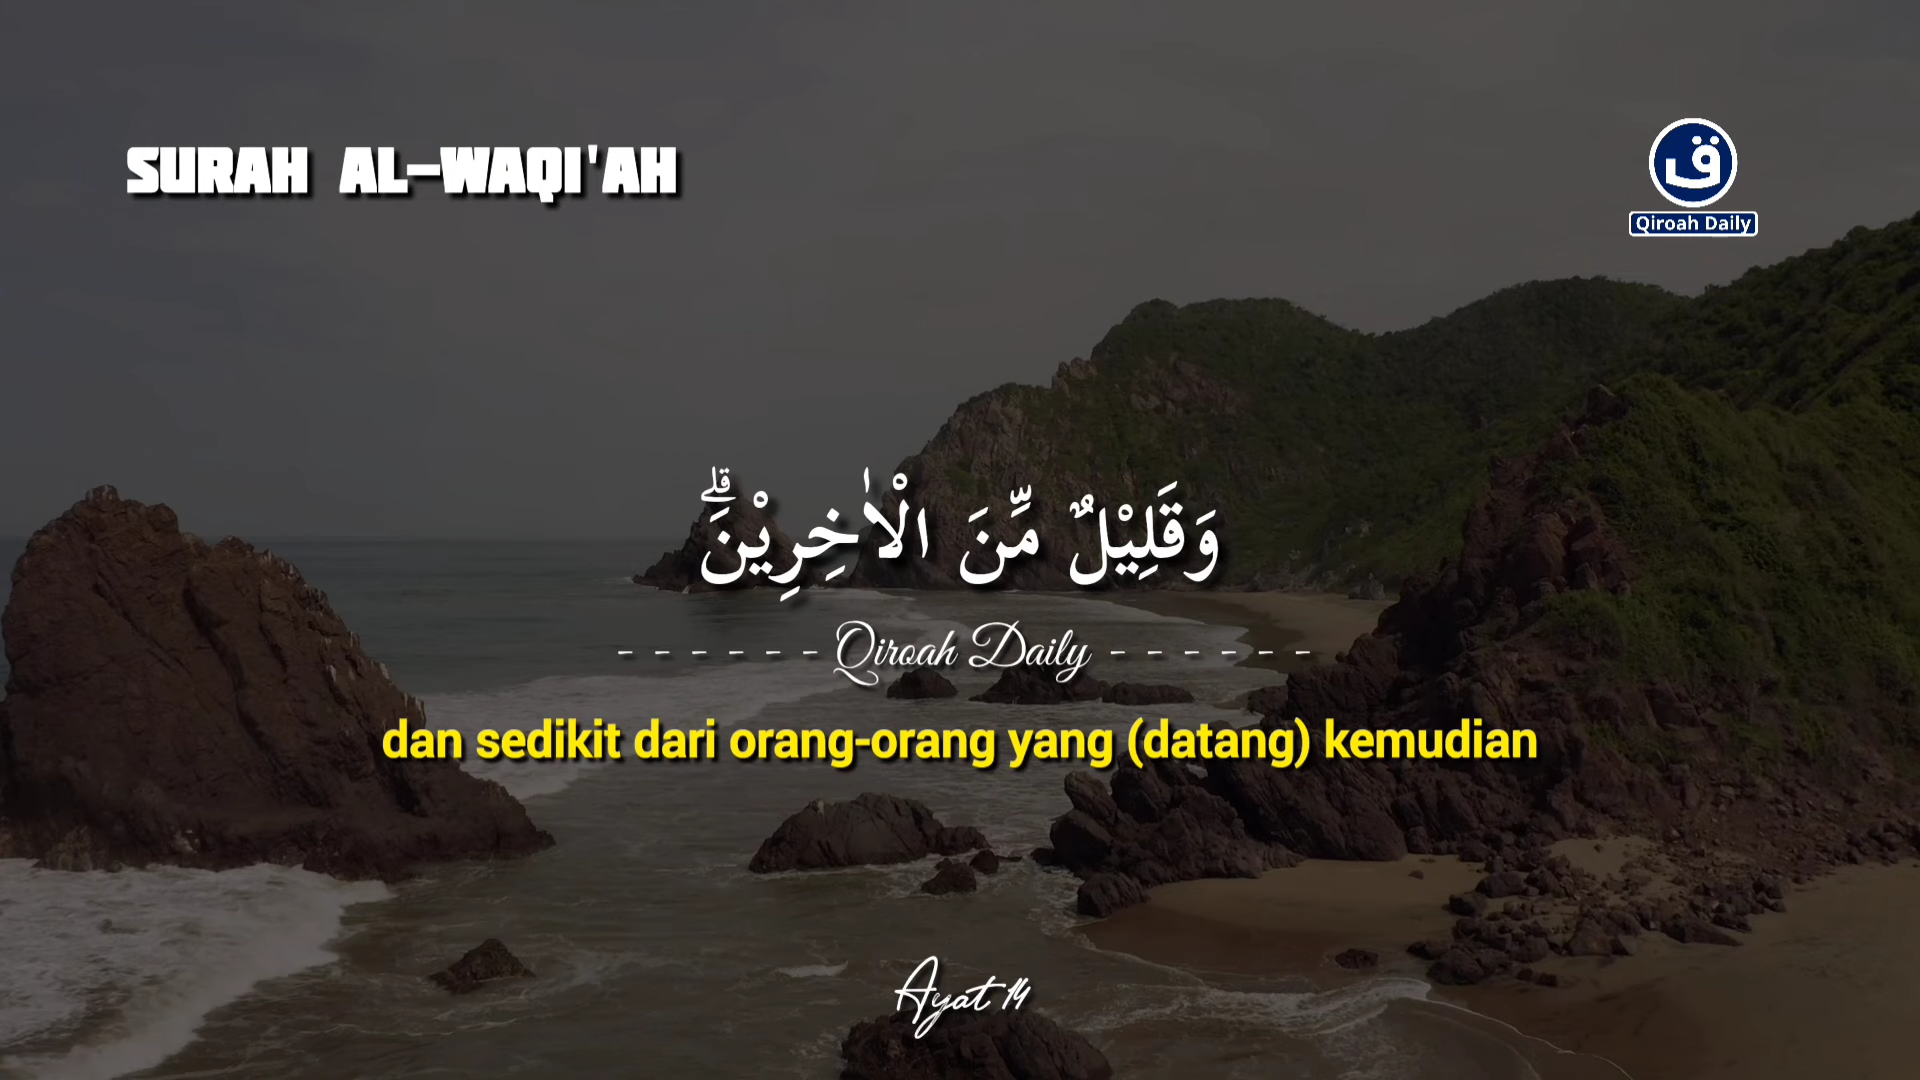 SURAH AL-WAQI'AH
ق
Qiroah Daily
وَقَلِيْلٌ مِّنَ الْاٰخِرِيْنَۗ
- - - - - - Qiroah Daily - - - - - -
dan sedikit dari orang-orang yang (datang) kemudian
Ayat 14